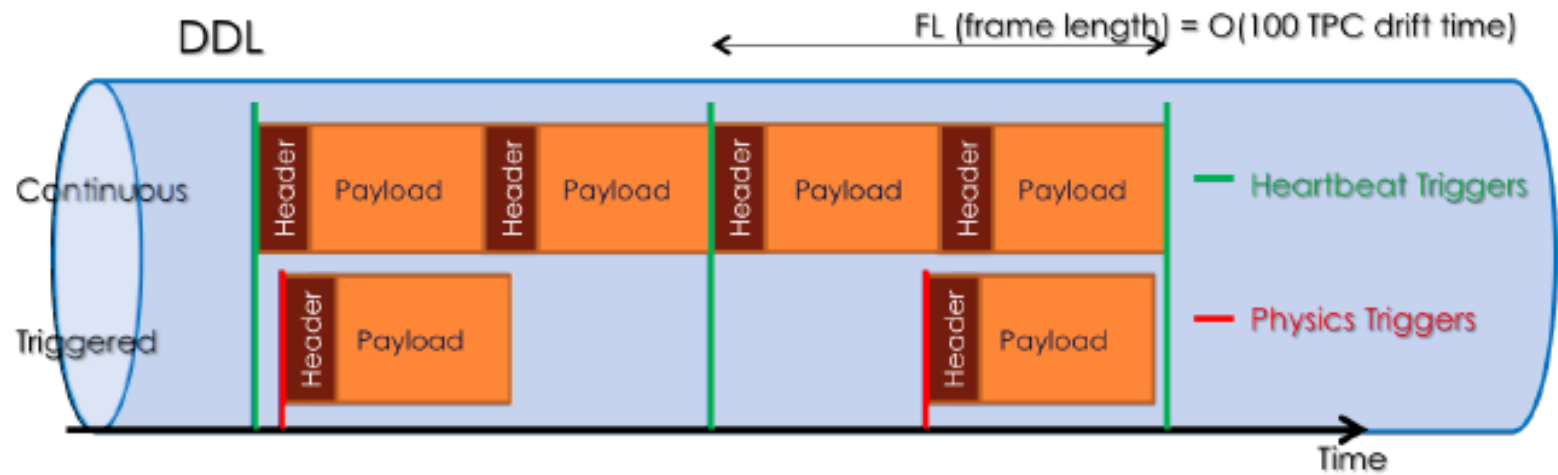 DDL
FL (frame length) = O(100 TPC drift time)
Continuous
Header
Payload
Header
Payload
Header
Payload
Header
Payload
Heartbeat Triggers
Triggered
Header
Payload
Header
Payload
Physics Triggers
Time